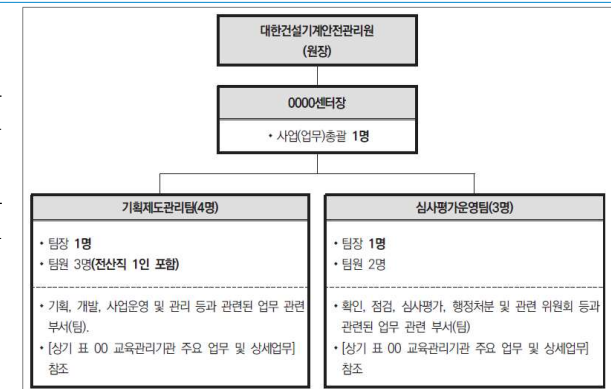 대한건설기계안전관리원
(원장)
0000센터장
• 사업(업무)총괄 1명
기획제도관리팀(4명)
• 팀장 1명
• 팀원 3명(전산직 1인 포함)
• 기획, 개발, 사업운영 및 관리 등과 관련된 업무 관련
부서(팀).
• [상기 표 00 교육관리기관 주요 업무 및 상세업무]
참조
심사평가운영팀(3명)
• 팀장 1명
• 팀원 2명
• 확인, 점검, 심사평가, 행정처분 및 관련 위원회 등과
관련된 업무 관련 부서(팀)
• [상기 표 00 교육관리기관 주요 업무 및 상세업무]
참조